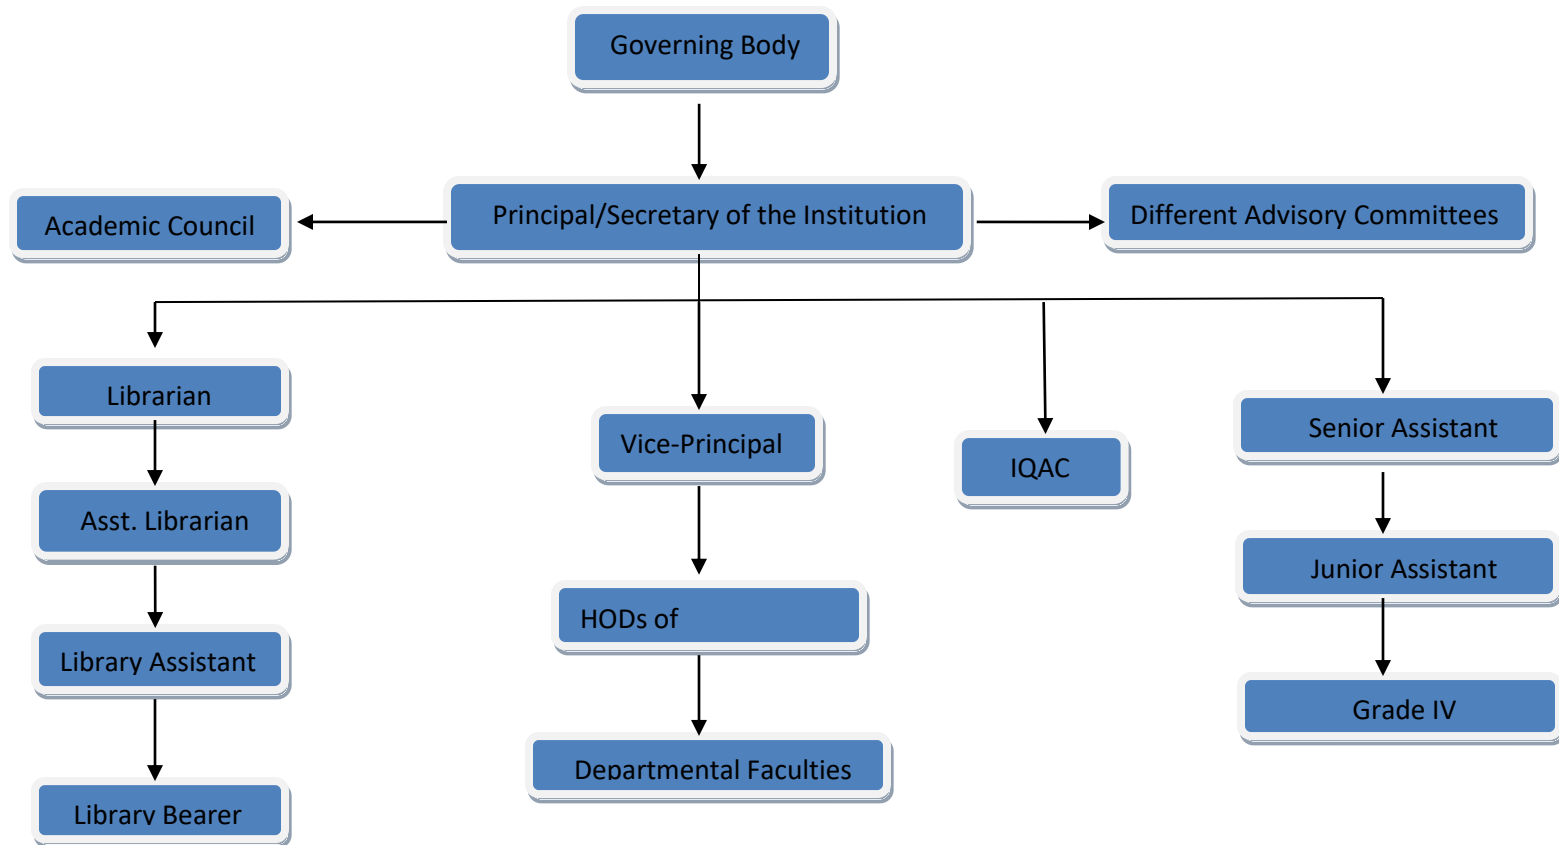 Governing Body
Academic Council
Principal/Secretary of the Institution
Different Advisory Committees
Librarian
Vice-Principal
IQAC
Senior Assistant
Asst. Librarian
Junior Assistant
HODs of
Library Assistant
Grade IV
Departmental Faculties
Library Bearer